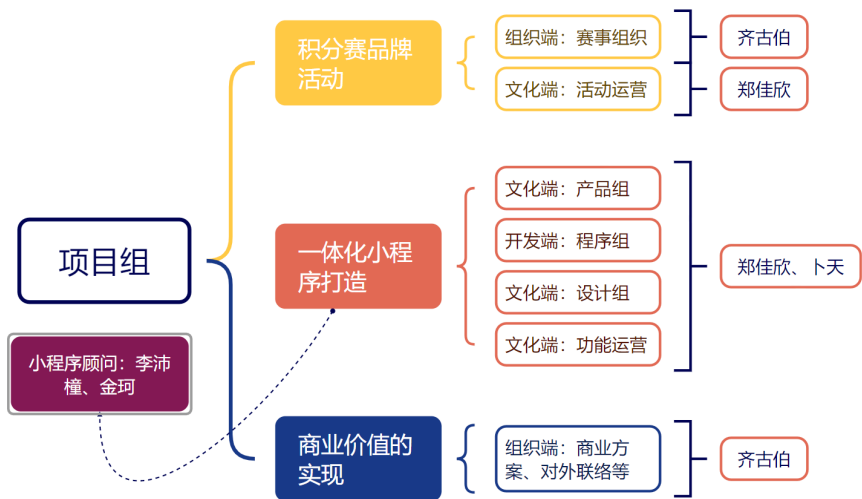 积分赛品牌
活动
组织端：赛事组织
齐古伯
文化端：活动运营
郑佳欣
项目组
一体化小程
序打造
文化端：产品组
开发端：程序组
文化端：设计组
文化端：功能运营
郑佳欣、卜天
小程序顾问：李沛
橦、金珂
商业价值的
实现
组织端：商业方
案、对外联络等
齐古伯